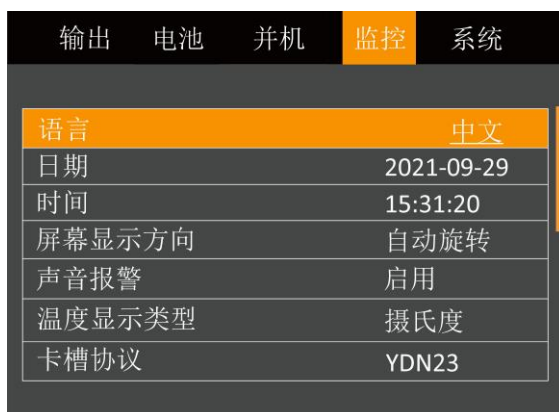 输出 电池 并机 监控 系统
语言 中文
日期 2021-09-29
时间 15:31:20
屏幕显示方向 自动旋转
声音报警 启用
温度显示类型 摄氏度
卡槽协议 YDN23